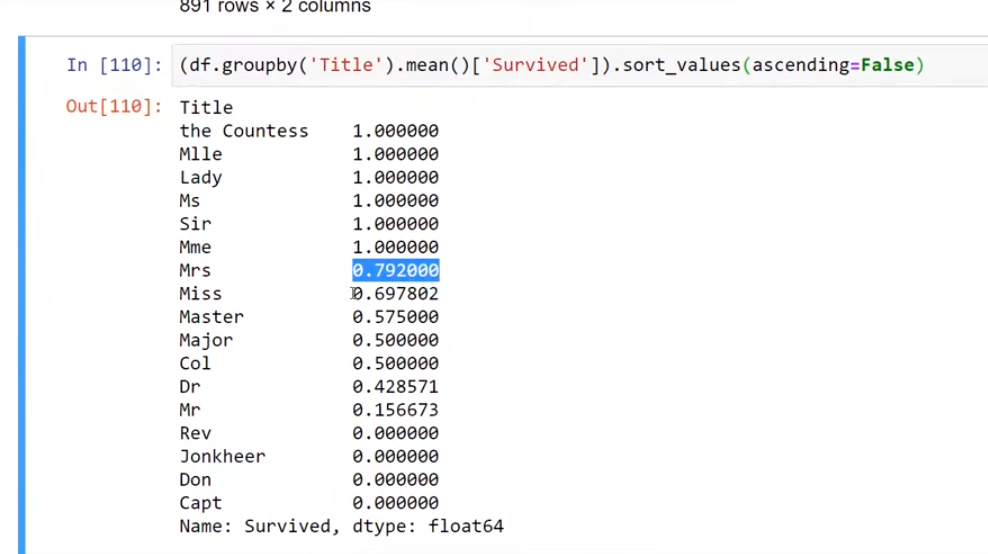 891 rows × 2 columns
In [110]: (df.groupby('Title').mean()['Survived']).sort_values(ascending=False)
Out[110]: Title
the Countess 1.000000
Mlle 1.000000
Lady 1.000000
Ms 1.000000
Sir 1.000000
Mme 1.000000
Mrs 0.792000
Miss 0.697802
Master 0.575000
Major 0.500000
Col 0.500000
Dr 0.428571
Mr 0.156673
Rev 0.000000
Jonkheer 0.000000
Don 0.000000
Capt 0.000000
Name: Survived, dtype: float64